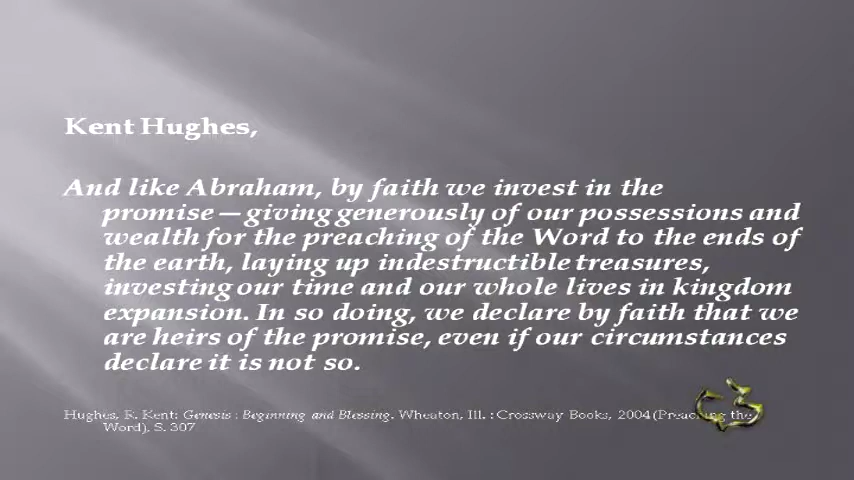 Kent Hughes,
And like Abraham, by faith we invest in the
promise—giving generously of our possessions and
wealth for the preaching of the Word to the ends of
the earth, laying up indestructible treasures,
investing our time and our whole lives in kingdom
expansion. In so doing, we declare by faith that we
are heirs of the promise, even if our circumstances
declare it is not so.
Hughes, R. Kent: Genesis : Beginning and Blessing. Wheaton, Ill. : Crossway Books, 2004 (Preaching the
Word), S. 307
C3